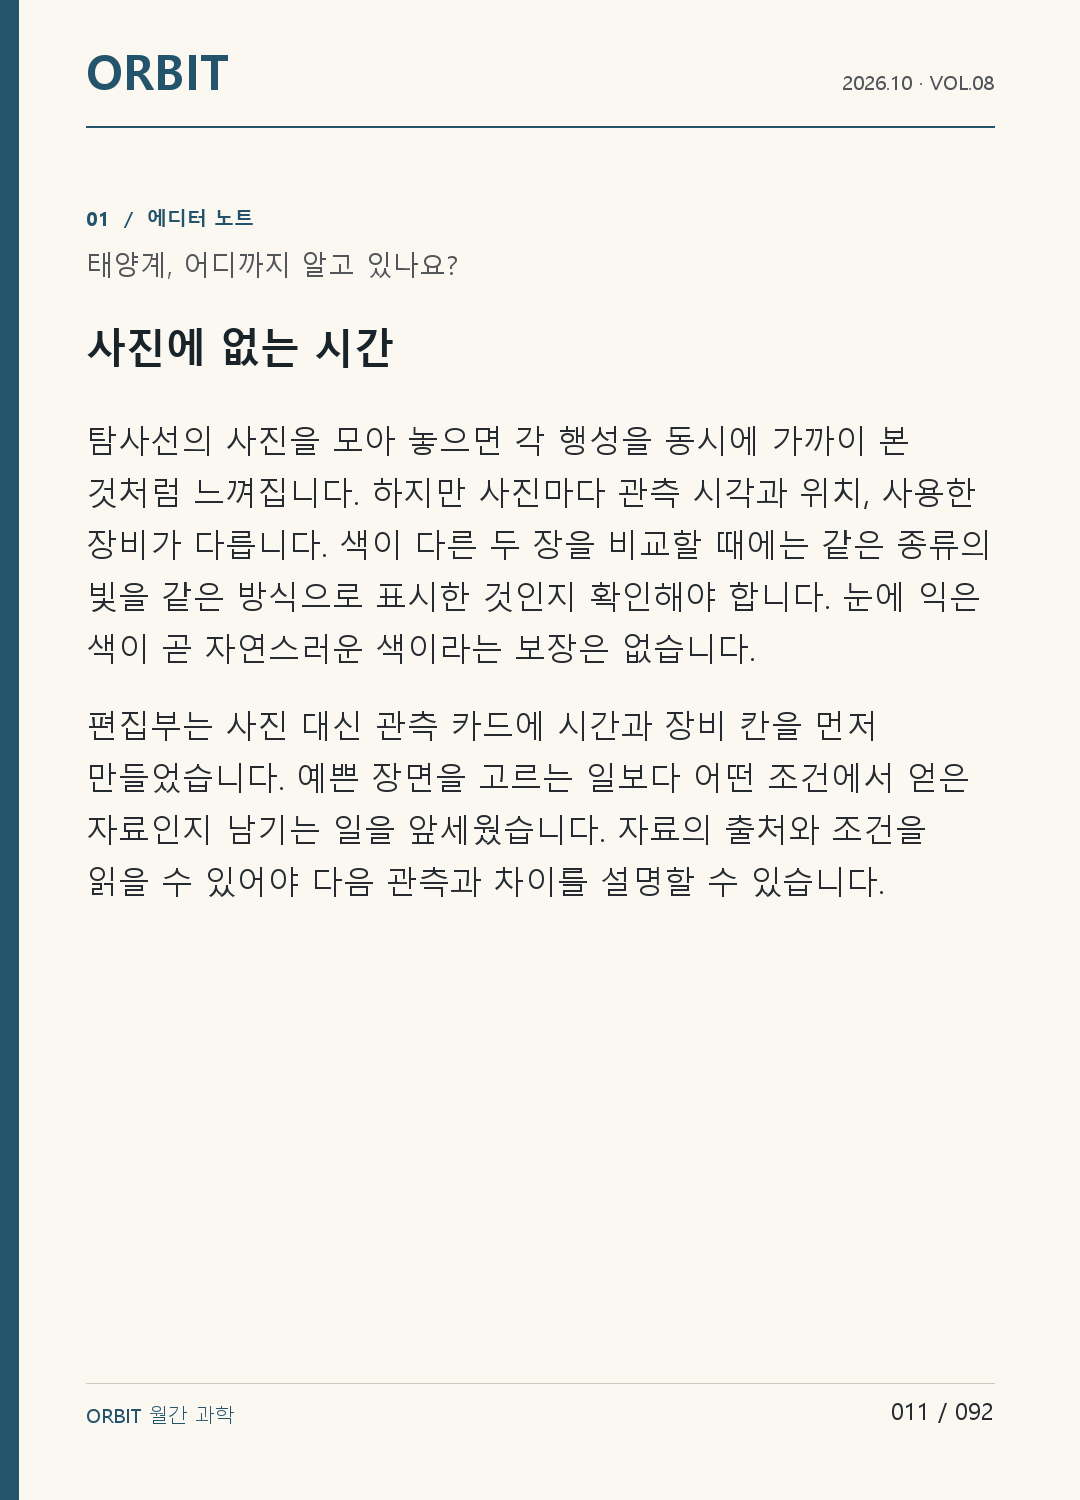 ORBIT
2026.10 · VOL.08
01 / 에디터 노트
태양계, 어디까지 알고 있나요?
사진에 없는 시간
탐사선의 사진을 모아 놓으면 각 행성을 동시에 가까이 본
것처럼 느껴집니다. 하지만 사진마다 관측 시각과 위치, 사용한
장비가 다릅니다. 색이 다른 두 장을 비교할 때에는 같은 종류의
빛을 같은 방식으로 표시한 것인지 확인해야 합니다. 눈에 익은
색이 곧 자연스러운 색이라는 보장은 없습니다.
편집부는 사진 대신 관측 카드에 시간과 장비 칸을 먼저
만들었습니다. 예쁜 장면을 고르는 일보다 어떤 조건에서 얻은
자료인지 남기는 일을 앞세웠습니다. 자료의 출처와 조건을
읽을 수 있어야 다음 관측과 차이를 설명할 수 있습니다.
ORBIT 월간 과학
011 / 092